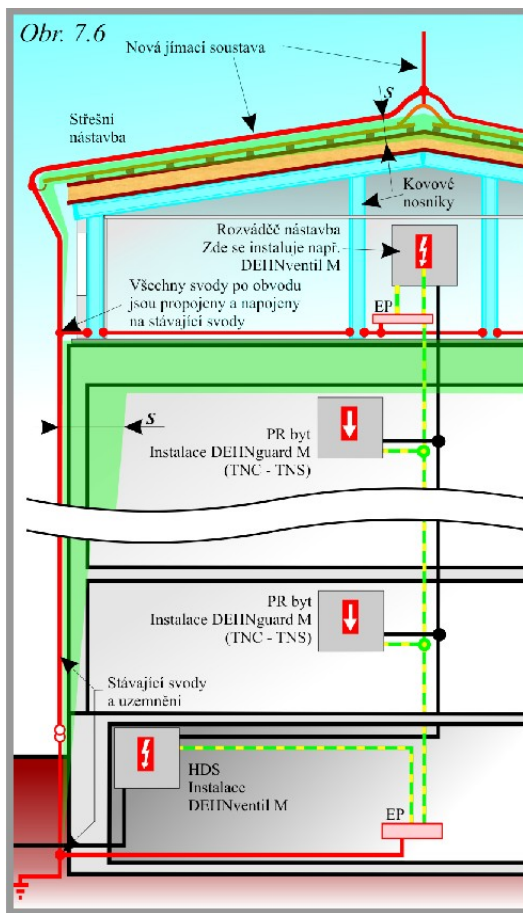 Obr. 7.6
Nová jímací soustava
s
Střešní
nástavba
Kovové
nosníky
Rozváděč nástavba
Zde se instaluje např.
DEHNventil M
Všechny svody po obvodu
jsou propojeny a napojeny
na stávající svody
EP
s
PR byt
Instalace DEHNguard M
(TNC - TNS)
PR byt
Instalace DEHNguard M
(TNC - TNS)
Stávající svody
a uzemnění
HDS
Instalace
DEHNventil M
EP